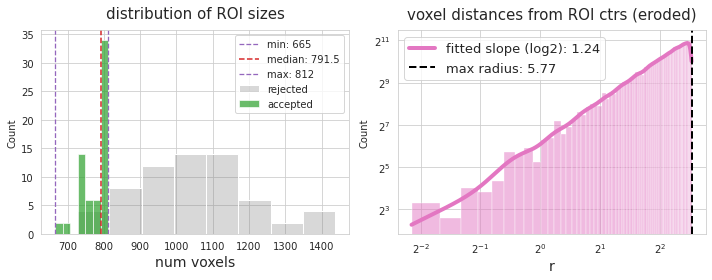 distribution of ROI sizes
Count
35
30
25
20
15
10
5
0
min: 665
median: 791.5
max: 812
rejected
accepted
700 800 900 1000 1100 1200 1300 1400
num voxels
voxel distances from ROI ctrs (eroded)
Count
2^11
2^9
2^7
2^5
2^3
fitted slope (log2): 1.24
max radius: 5.77
2^−2 2^−1 2^0 2^1 2^2
r